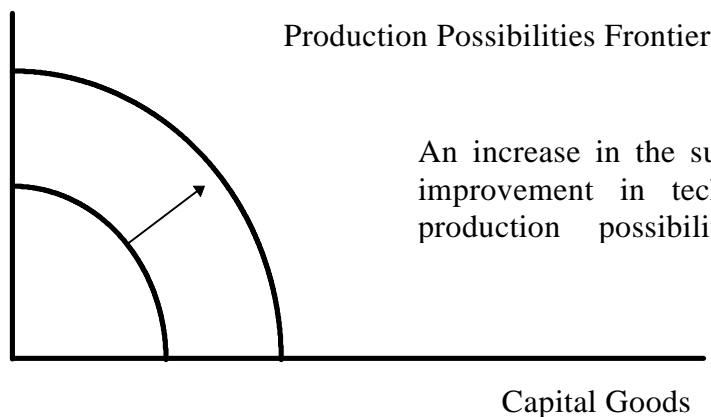 Production Possibilities Frontier
An increase in the su
improvement in tec
production possibili
Capital Goods